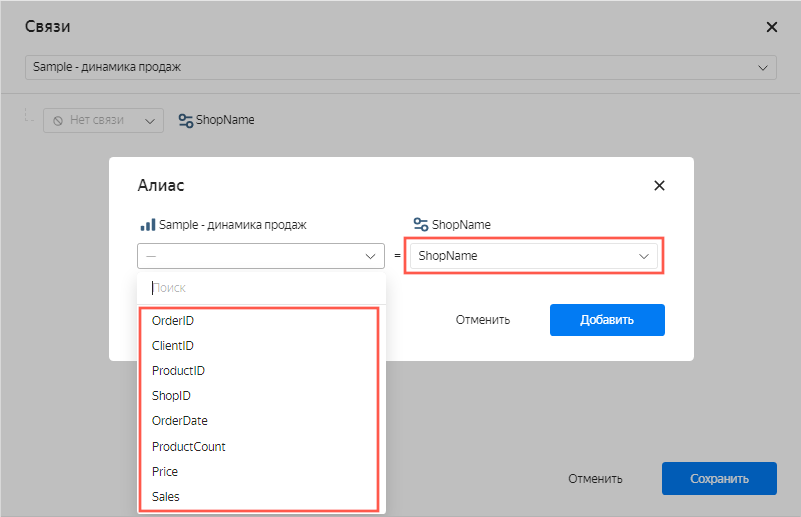 Связи
Sample - динамика продаж
Нет связи
ShopName
Алиас
Sample - динамика продаж
ShopName
—
=
ShopName
Поиск
OrderID
ClientID
ProductID
ShopID
OrderDate
ProductCount
Price
Sales
Отменить
Добавить
Отменить
Сохранить